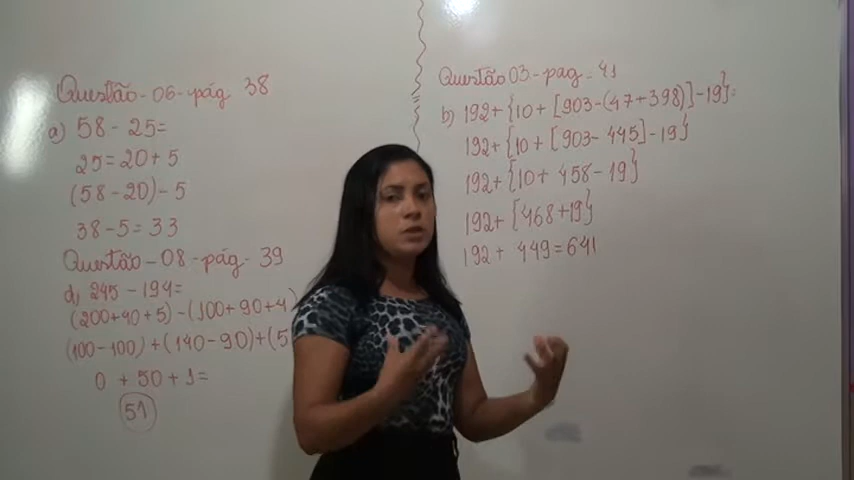 Questão - 06 - pág. 38
a) 58 - 25=
25=20+5
(58-20)-5
38-5=33
Questão - 08 - pág - 39
d) 245 - 194=
(200+40+5)-(100+90+4)
(100-100)+(140-90)+(5
0 + 50 + 1=
51
Questão 03 - pag. 41
b) 192+{10+[903-(47+398)]-19}=
192+{10+[903-445]-19}
192+{10+458-19}
192+{468+19}
192+449=641